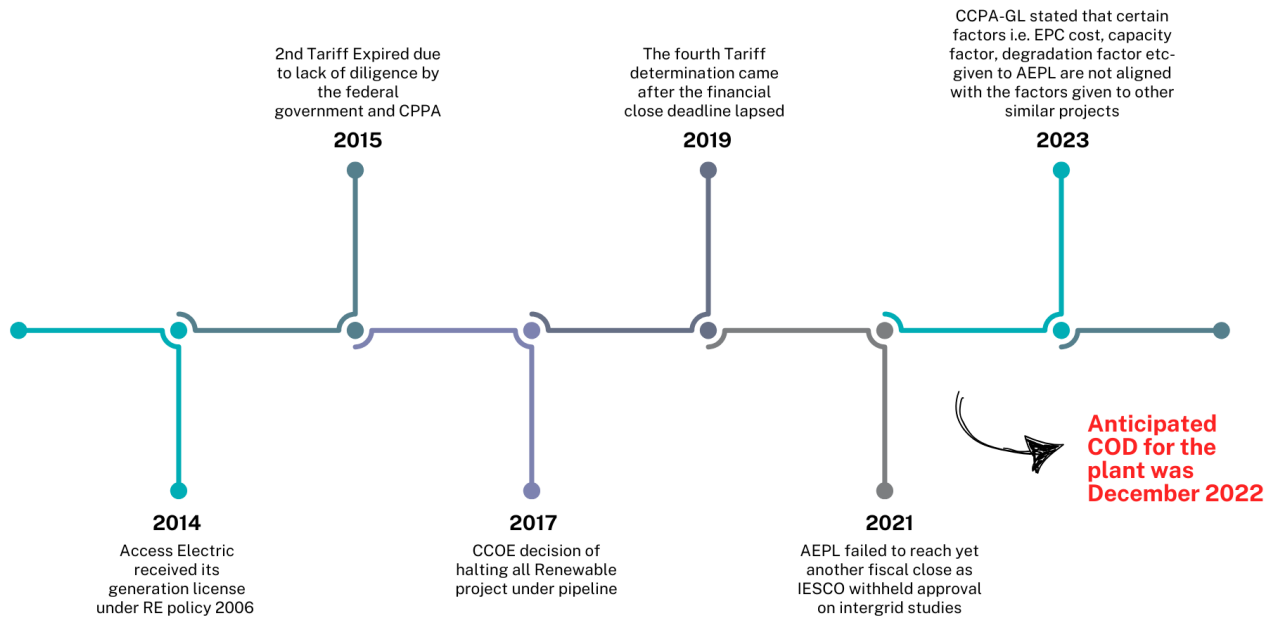 CCPA-GL stated that certain
factors i.e. EPC cost, capacity
factor, degradation factor etc-
given to AEPL are not aligned
with the factors given to other
similar projects
2023
2nd Tariff Expired due
to lack of diligence by
the federal
government and CPPA
2015
The fourth Tariff
determination came
after the financial
close deadline lapsed
2019
Anticipated
COD for the
plant was
December 2022
2014
Access Electric
received its
generation license
under RE policy 2006
2017
CCOE decision of
halting all Renewable
project under pipeline
2021
AEPL failed to reach yet
another fiscal close as
IESCO withheld approval
on intergrid studies